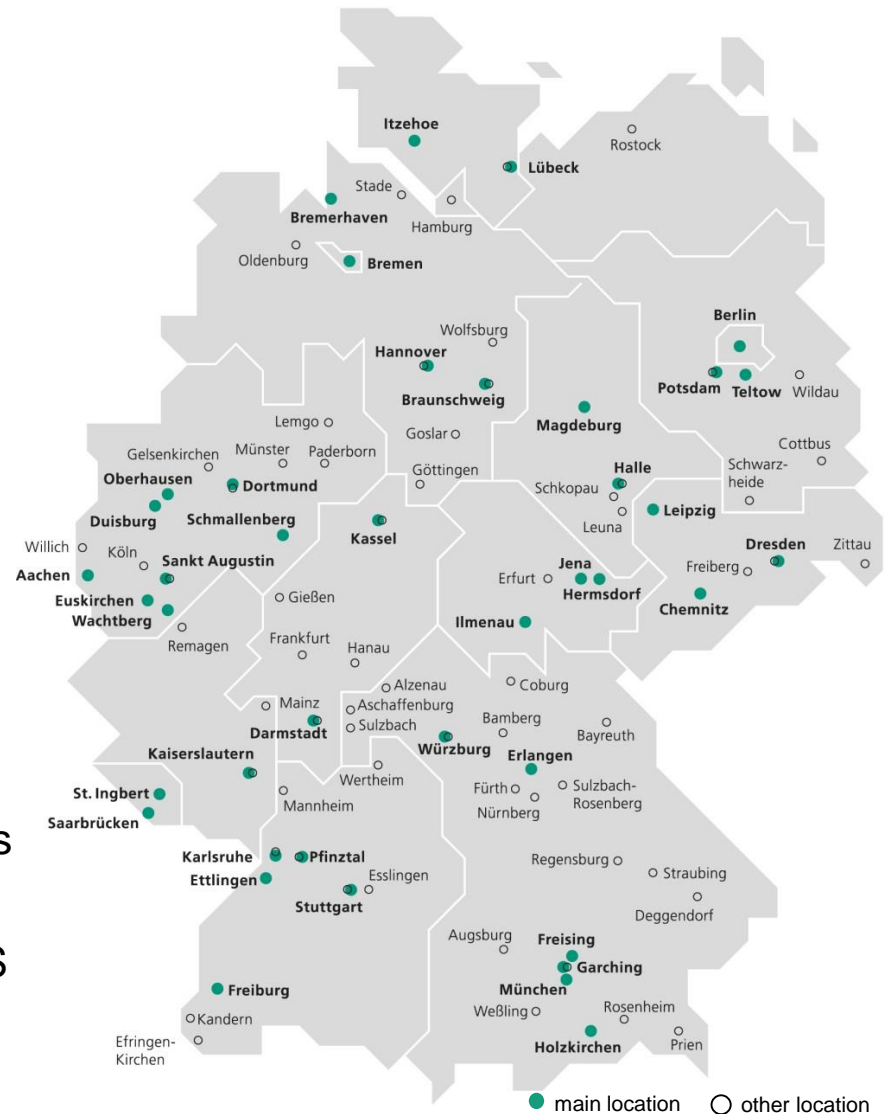 Itzehoe
Rostock
Lübeck
Stade
Bremerhaven
Hamburg
Oldenburg
Bremen
Berlin
Wolfsburg
Hannover
Potsdam
Teltow
Wildau
Braunschweig
Magdeburg
Lemgo
Goslar
Cottbus
Gelsenkirchen
Münster
Paderborn
Schwarz-
heide
Göttingen
Halle
Oberhausen
Dortmund
Schkopau
Leipzig
Duisburg
Schmallenberg
Kassel
Leuna
Dresden
Zittau
Willich
Köln
Sankt Augustin
Jena
Freiberg
Aachen
Erfurt
Hermsdorf
Euskirchen
Gießen
Chemnitz
Wachtberg
Ilmenau
Remagen
Frankfurt
Hanau
Alzenau
Coburg
Mainz
Aschaffenburg
Bamberg
Bayreuth
Darmstadt
Sulzbach
Würzburg
Kaiserslautern
Erlangen
Wertheim
St. Ingbert
Mannheim
Fürth
Sulzbach-
Rosenberg
Nürnberg
Saarbrücken
s
Karlsruhe
Pfinztal
Regensburg
Straubing
Ettlingen
Esslingen
Stuttgart
Deggendorf
Augsburg
Freising
s
Garching
Freiburg
München
Weßling
Rosenheim
Kandern
Efringen-
Kirchen
Holzkirchen
Prien
main location
other location